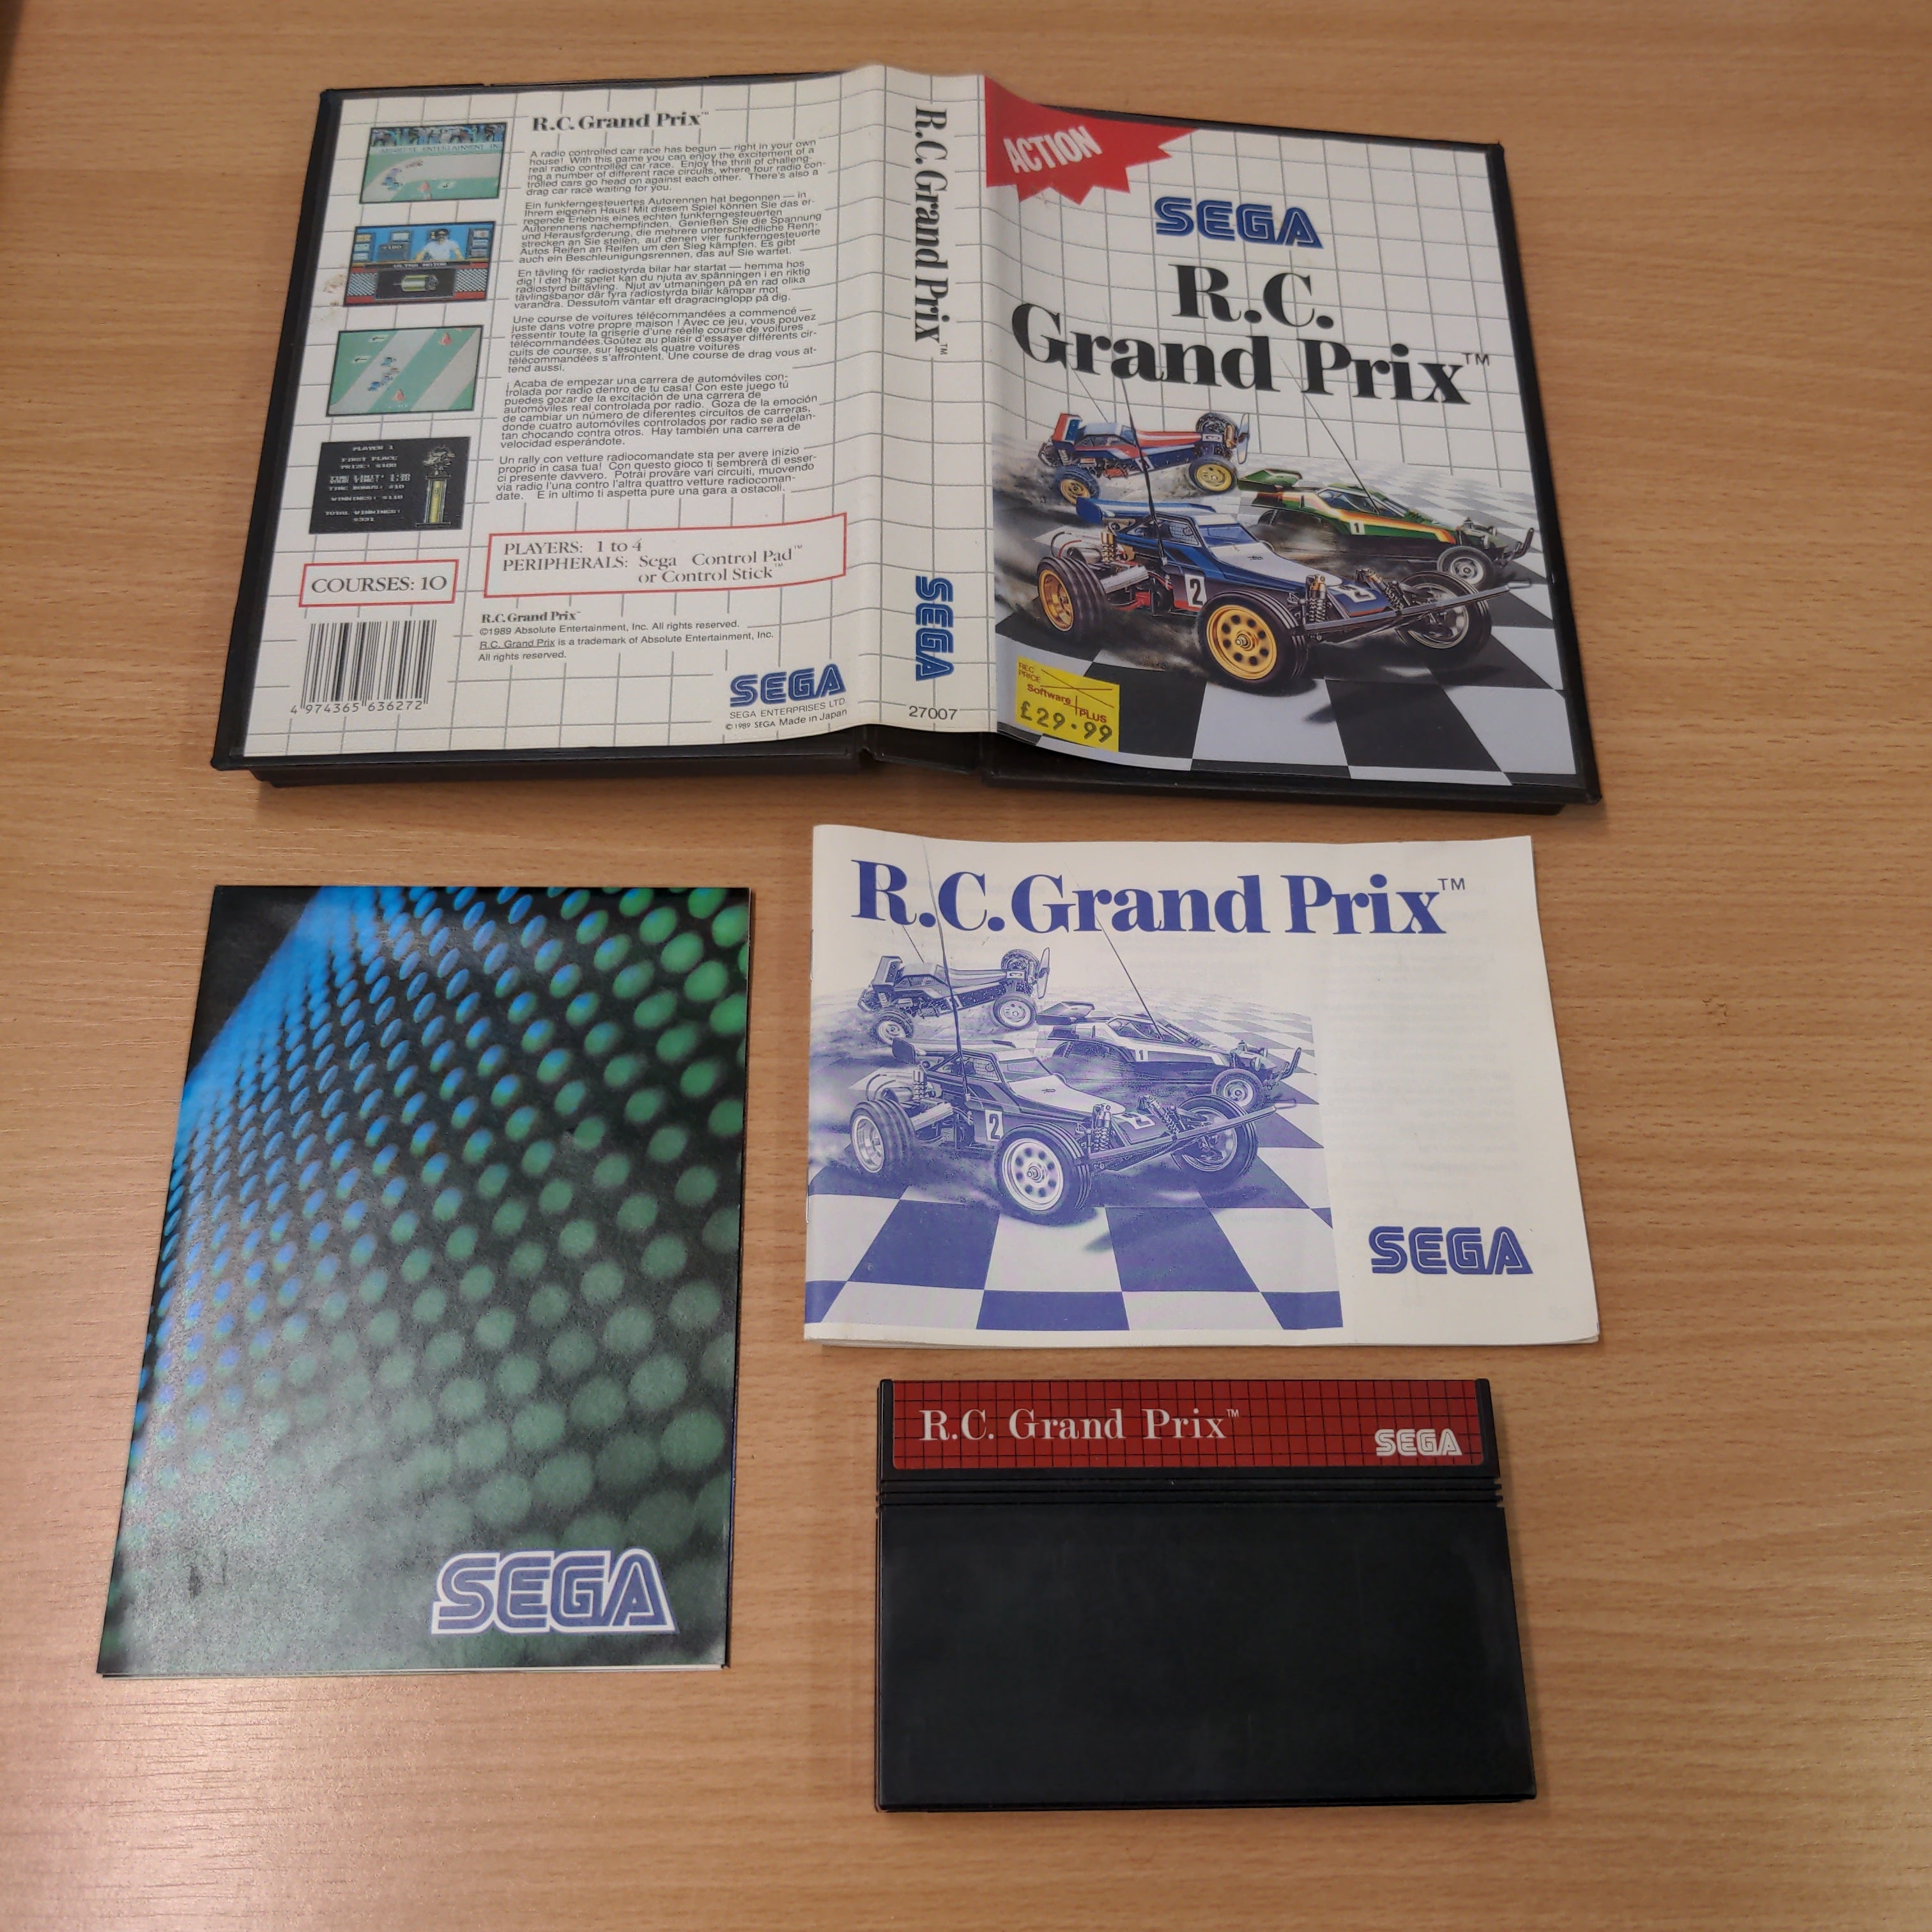 R.C. Grand Prix™
A radio controlled car race has begun — right in your own
house! With this game you can enjoy the excitement of a
real radio controlled car race. Enjoy the thrill of challeng-
ing a number of different race circuits, where four radio con-
trolled cars go head on against each other. There's also a
drag car race waiting for you.
Ein funkferngesteuertes Autorennen hat begonnen — in
Ihrem eigenen Haus! Mit diesem Spiel können Sie das er-
regende Erlebnis eines echten funkferngesteuerten
Autorennens nachempfinden. Genießen Sie die Spannung
und Herausforderung, die mehrere unterschiedliche Renn-
strecken an Sie stellen, auf denen vier funkferngesteuerte
Autos Reifen an Reifen um den Sieg kämpfen. Es gibt
auch ein Beschleunigungsrennen, das auf Sie wartet.
En tävling för radiostyrda bilar har startat — hemma hos
dig! I det här spelet kan du njuta av spänningen i en riktig
radiostyrd biltävling. Njut av utmaningen på en rad olika
tävlingsbanor där fyra radiostyrda bilar kämpar mot
varandra. Dessutom väntar ett dragracinglopp på dig.
Une course de voitures télécommandées a commencé —
juste dans votre propre maison ! Avec ce jeu, vous pouvez
ressentir toute la griserie d'une réelle course de voitures
télécommandées.Goûtez au plaisir d'essayer différents cir-
cuits de course, sur lesquels quatre voitures
télécommandées s'affrontent. Une course de drag vous at-
tend aussi.
¡ Acaba de empezar una carrera de automóviles con-
trolada por radio dentro de tu casa! Con este juego tú
puedes gozar de la excitación de una carrera de
automóviles real controlada por radio. Goza de la emoción
de cambiar un número de diferentes circuitos de carreras,
donde cuatro automóviles controlados por radio se adelan-
tan chocando contra otros. Hay también una carrera de
velocidad esperándote.
Un rally con vetture radiocomandate sta per avere inizio
proprio in casa tua! Con questo gioco ti sembrerà di esser-
ci presente davvero. Potrai provare vari circuiti, muovendo
via radio l'una contro l'altra quattro vetture radiocoman-
date. E in ultimo ti aspetta pure una gara a ostacoli.
PLAYER 1
FIRST PLACE
PRIZE: $100
TOTAL WINNINGS:
COURSES: 10
PLAYERS: 1 to 4
PERIPHERALS: Sega Control Pad™
or Control Stick™
R.C. Grand Prix™
©1989 Absolute Entertainment, Inc. All rights reserved.
R.C. Grand Prix is a trademark of Absolute Entertainment, Inc.
All rights reserved.
4 974365 636272
SEGA
SEGA ENTERPRISES LTD.
©1989 SEGA Made in Japan
R.C. Grand Prix™
SEGA
27007
ACTION
SEGA
R.C.
Grand Prix™
1
2
2
REC
PRICE
Software PLUS
£29·99
R.C. Grand Prix™
1
2
2
SEGA
SEGA
R.C. Grand Prix™
SEGA